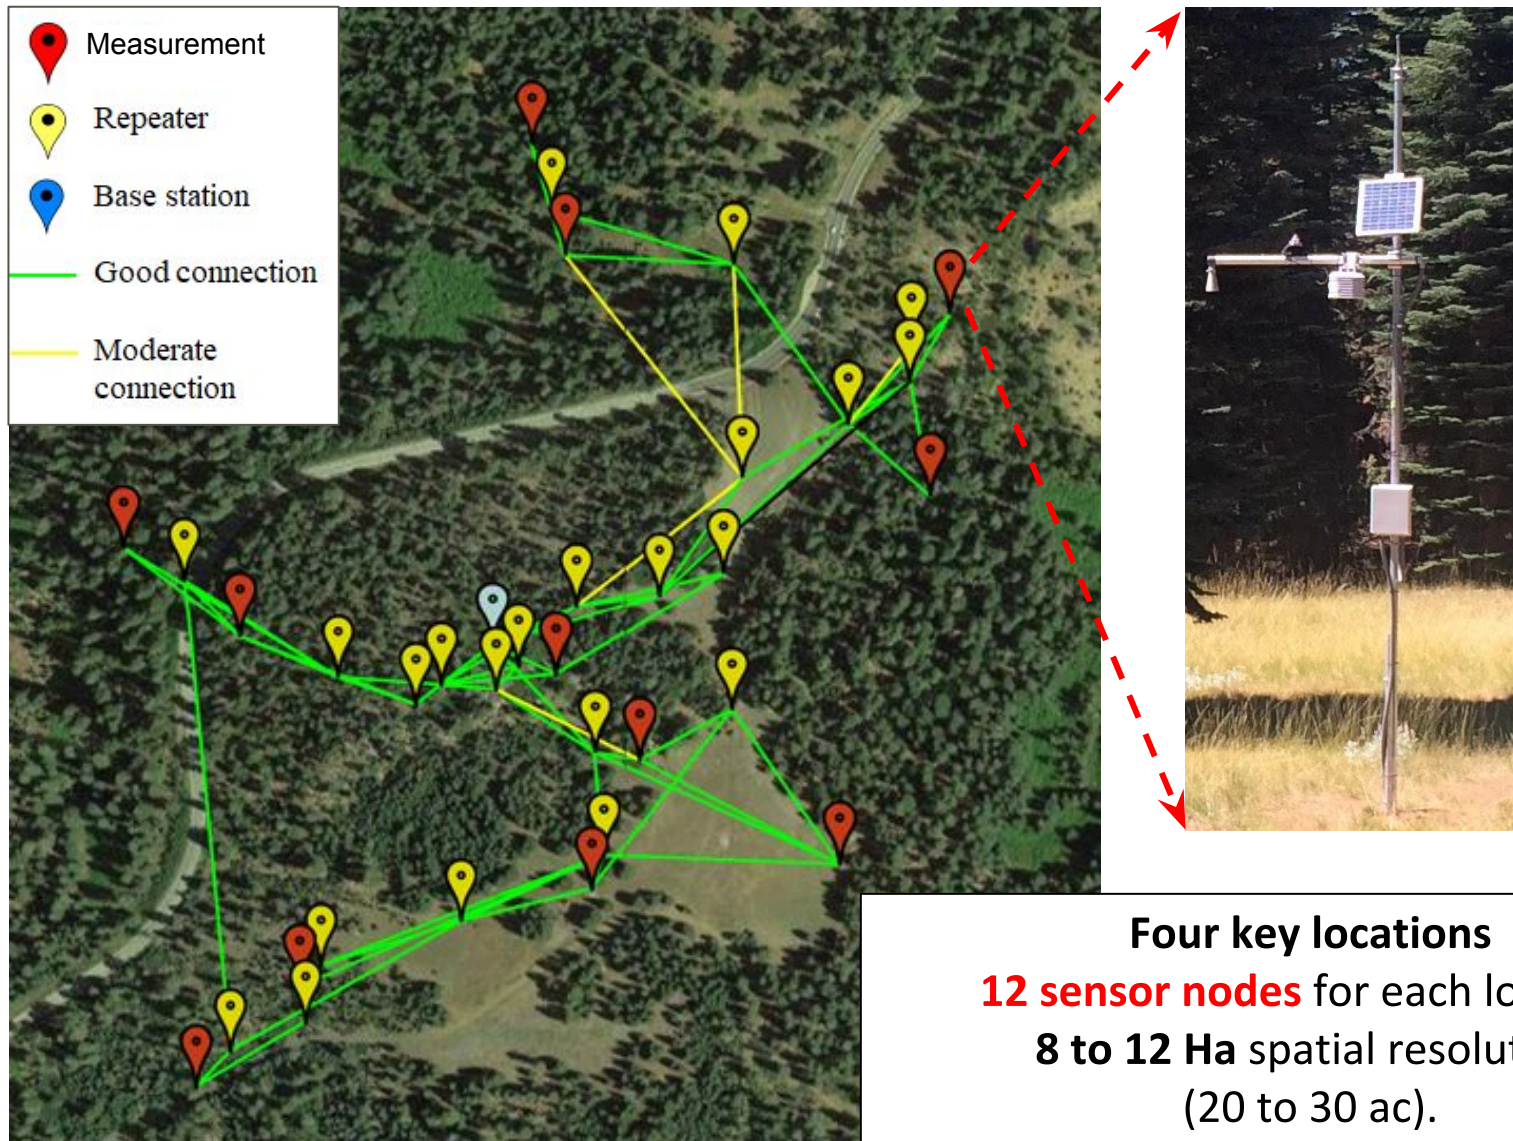 Measurement
Repeater
Base station
Good connection
Moderate
connection
Four key locations
12 sensor nodes for each lo
8 to 12 Ha spatial resolut
(20 to 30 ac).